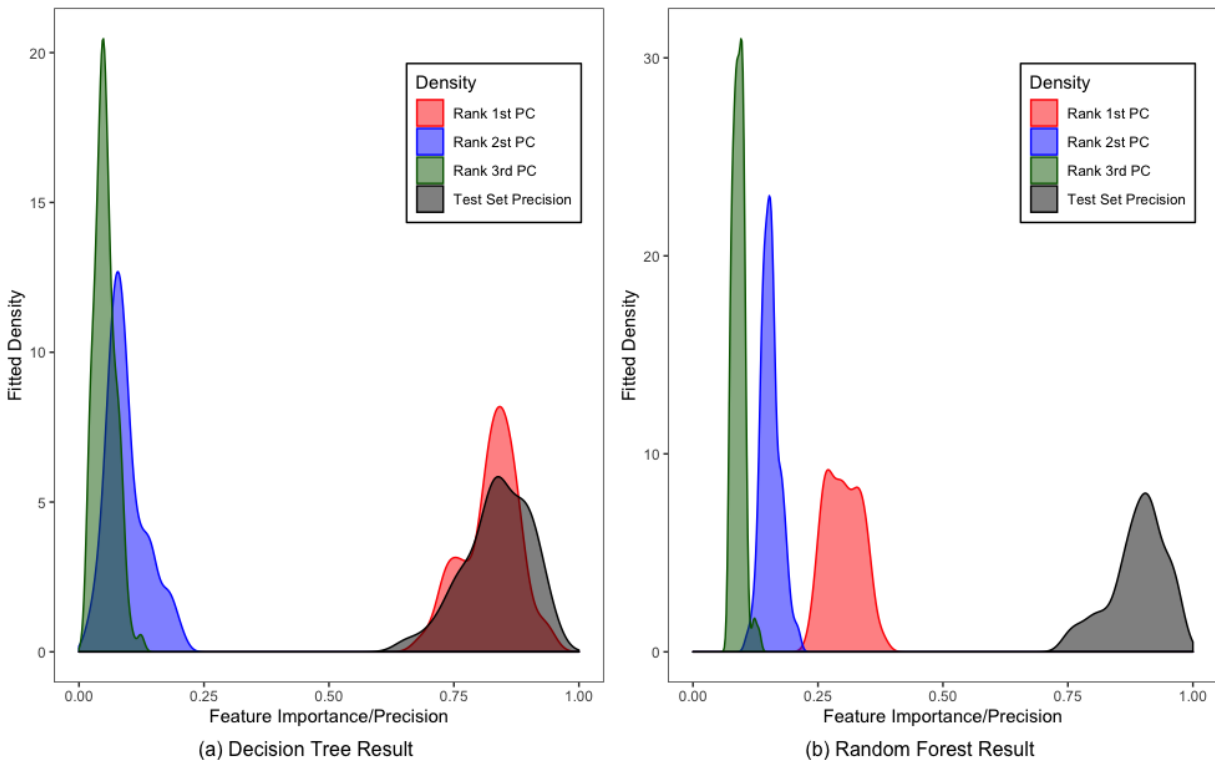 20
15
10
5
0
Fitted Density
Density
Rank 1st PC
Rank 2st PC
Rank 3rd PC
Test Set Precision
0.00
0.25
0.50
0.75
1.00
Feature Importance/Precision
(a) Decision Tree Result
30
20
10
0
Fitted Density
Density
Rank 1st PC
Rank 2st PC
Rank 3rd PC
Test Set Precision
0.00
0.25
0.50
0.75
1.00
Feature Importance/Precision
(b) Random Forest Result